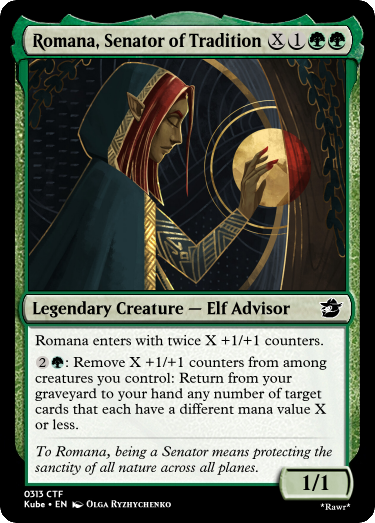 Romana, Senator of Tradition X 1
Legendary Creature — Elf Advisor
Romana enters with twice X +1/+1 counters.
2 : Remove X +1/+1 counters from among
creatures you control: Return from your
graveyard to your hand any number of target
cards that each have a different mana value X
or less.
To Romana, being a Senator means protecting the
sanctity of all nature across all planes.
1/1
0313 CTF
Kube • EN Olga Ryzhychenko
*Rawr*